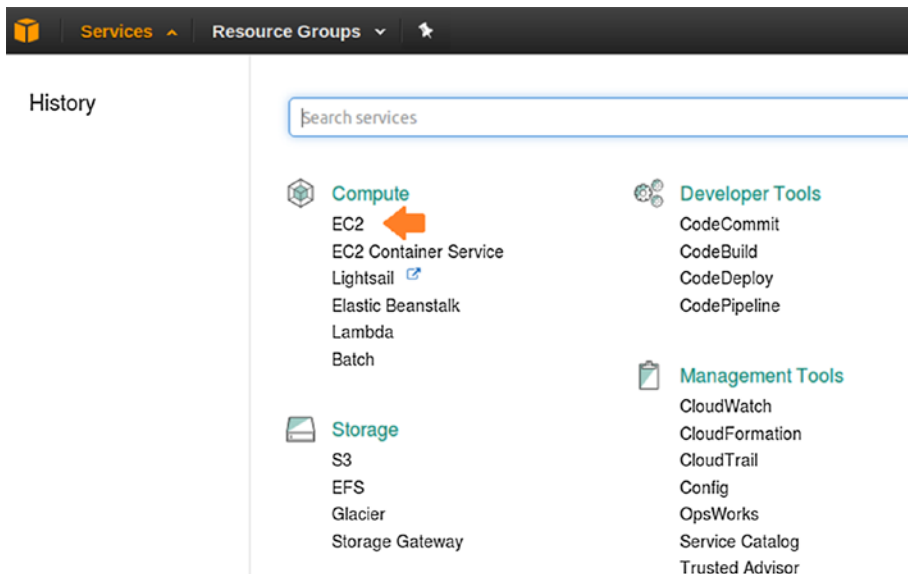 Services Resource Groups
History
Search services
Compute
EC2
EC2 Container Service
Lightsail
Elastic Beanstalk
Lambda
Batch
Storage
S3
EFS
Glacier
Storage Gateway
Developer Tools
CodeCommit
CodeBuild
CodeDeploy
CodePipeline
Management Tools
CloudWatch
CloudFormation
CloudTrail
Config
OpsWorks
Service Catalog
Trusted Advisor